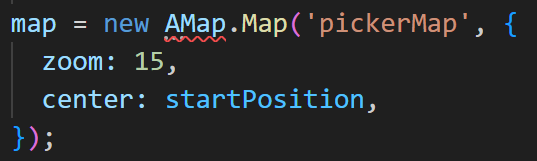 map = new AMap.Map('pickerMap', {
  zoom: 15,
  center: startPosition,
});